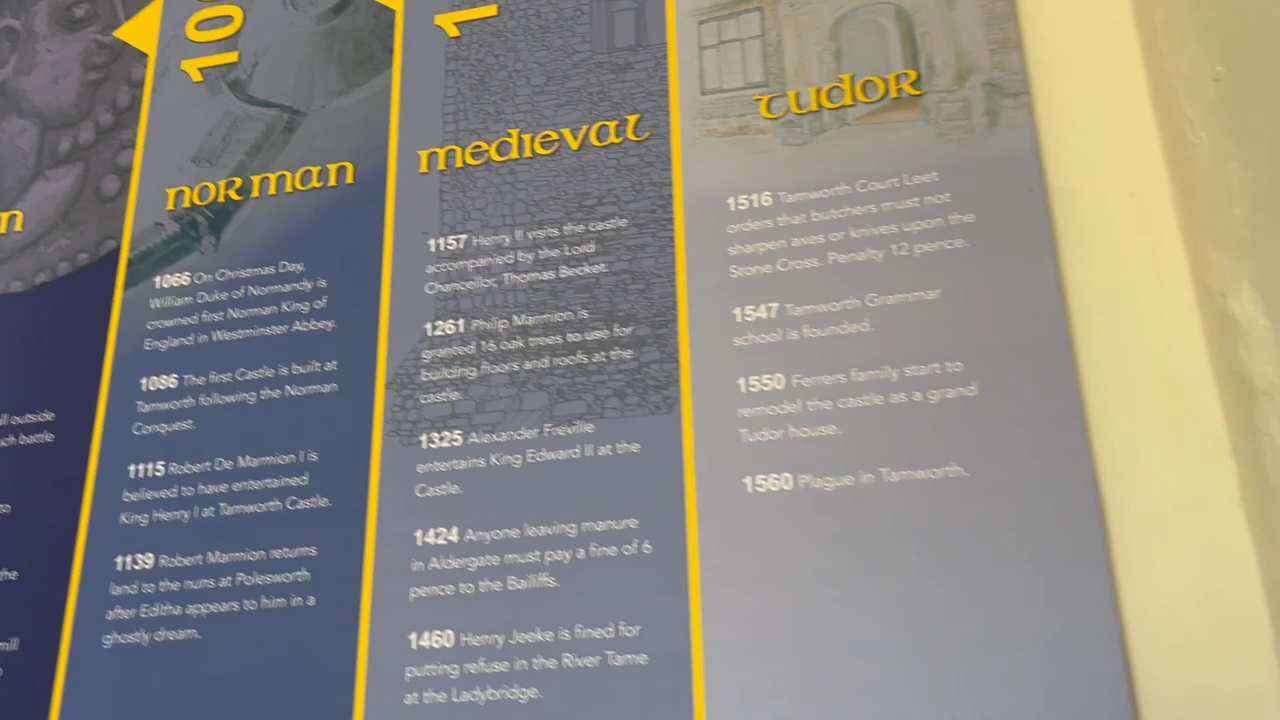 n
ll outside
ch battle
to
the
mill
100
NORMAN
1066 On Christmas Day,
William Duke of Normandy is
crowned first Norman King of
England in Westminster Abbey.
1086 The first Castle is built at
Tamworth following the Norman
Conquest.
1115 Robert De Marmion I is
believed to have entertained
King Henry I at Tamworth Castle.
1139 Robert Marmion returns
land to the nuns at Polesworth
after Editha appears to him in a
ghostly dream.
1
MEDIEVAL
1157 Henry II visits the castle
accompanied by the Lord
Chancellor, Thomas Becket.
1261 Philip Marmion is
granted 16 oak trees to use for
building floors and roofs at the
castle.
1325 Alexander Freville
entertains King Edward II at the
Castle.
1424 Anyone leaving manure
in Aldergate must pay a fine of 6
pence to the Bailiffs.
1460 Henry Jeeke is fined for
putting refuse in the River Tame
at the Ladybridge.
TUDOR
1516 Tamworth Court Leet
orders that butchers must not
sharpen axes or knives upon the
Stone Cross. Penalty 12 pence.
1547 Tamworth Grammar
school is founded.
1550 Ferrers family start to
remodel the castle as a grand
Tudor house.
1560 Plague in Tamworth.